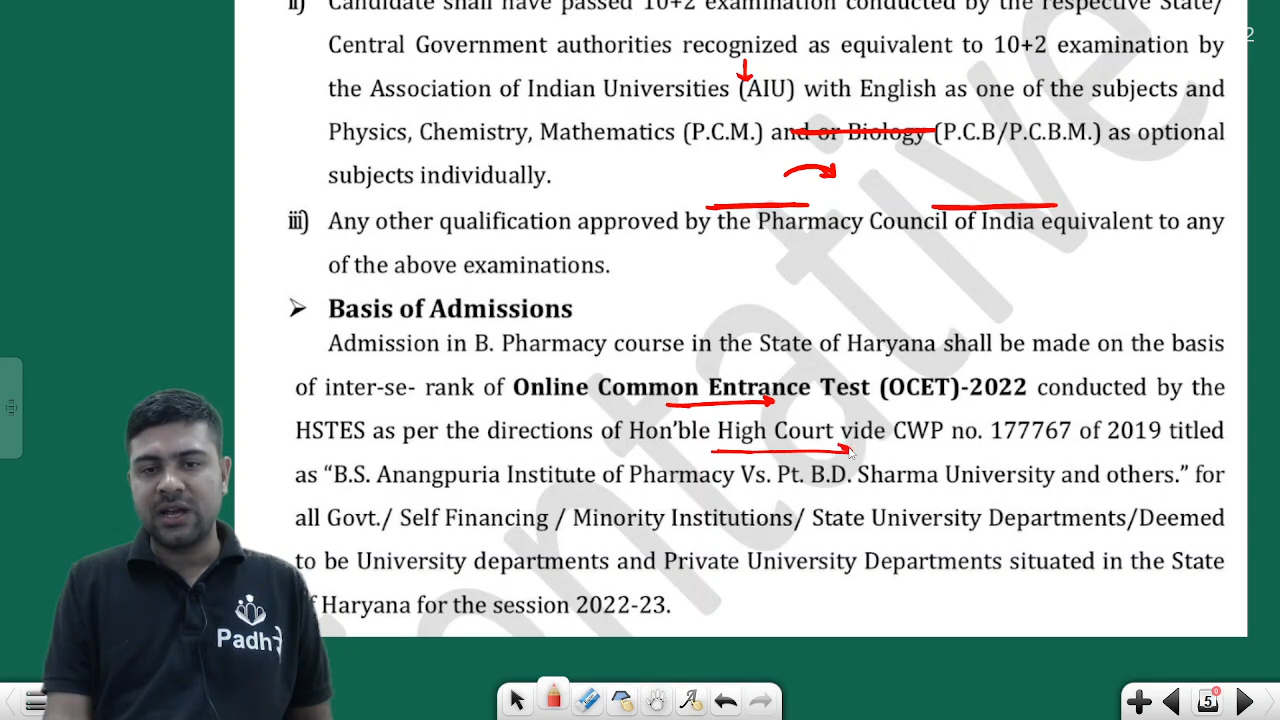 ii) Candidate shall have passed 10+2 examination conducted by the respective State/
2
Central Government authorities recognized as equivalent to 10+2 examination by
the Association of Indian Universities (AIU) with English as one of the subjects and
Physics, Chemistry, Mathematics (P.C.M.) and or Biology (P.C.B/P.C.B.M.) as optional
subjects individually.
iii) Any other qualification approved by the Pharmacy Council of India equivalent to any
of the above examinations.
➢ Basis of Admissions
Admission in B. Pharmacy course in the State of Haryana shall be made on the basis
of inter-se- rank of Online Common Entrance Test (OCET)-2022 conducted by the
HSTES as per the directions of Hon'ble High Court vide CWP no. 177767 of 2019 titled
as “B.S. Anangpuria Institute of Pharmacy Vs. Pt. B.D. Sharma University and others.” for
all Govt./ Self Financing / Minority Institutions/ State University Departments/Deemed
to be University departments and Private University Departments situated in the State
Haryana for the session 2022-23.
Padh रे
5
0